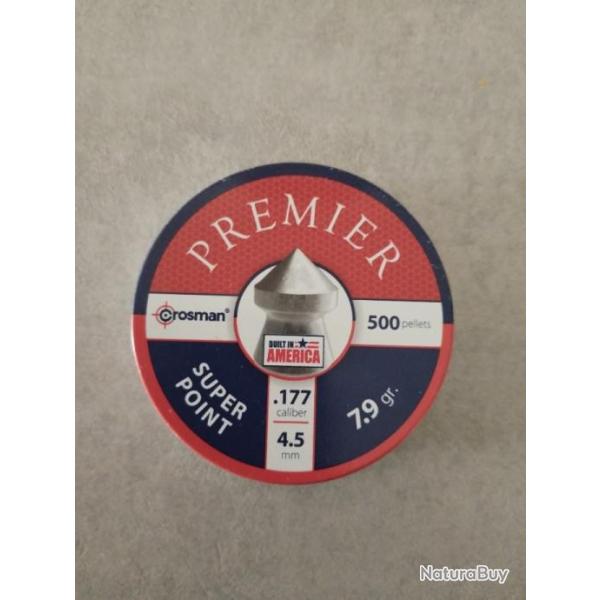 PREMIER
crosman®
500 pellets
BUILT IN
AMERICA
SUPER
POINT
.177
caliber
4.5
mm
7.9 gr.
NaturaBuy